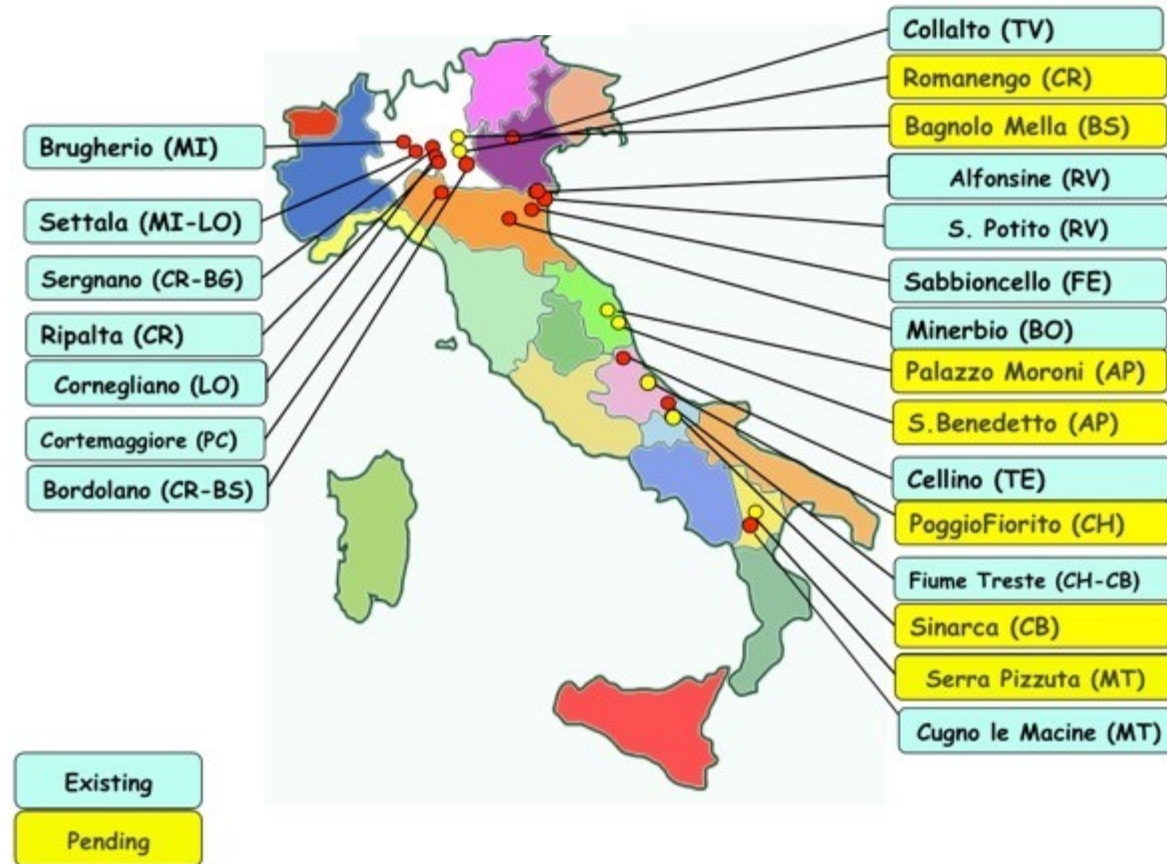 Brugherio (MI)
Settala (MI-LO)
Sergnano (CR-BG)
Ripalta (CR)
Cornegliano (LO)
Cortemaggiore (PC)
Bordolano (CR-BS)
Collalto (TV)
Romanengo (CR)
Bagnolo Mella (BS)
Alfonsine (RV)
S. Potito (RV)
Sabbioncello (FE)
Minerbio (BO)
Palazzo Moroni (AP)
S.Benedetto (AP)
Cellino (TE)
PoggioFiorito (CH)
Fiume Treste (CH-CB)
Sinarca (CB)
Serra Pizzuta (MT)
Cugno le Macine (MT)
Existing
Pending